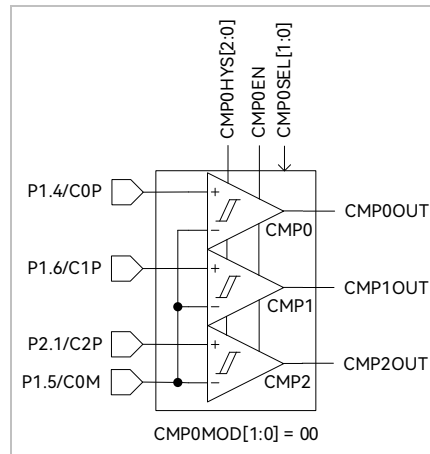 CMP0HYS[2:0]
CMP0EN
CMP0SEL[1:0]
P1.4/C0P
+
−
CMP0
CMP0OUT
P1.6/C1P
+
−
CMP1
CMP1OUT
P2.1/C2P
+
−
CMP2
CMP2OUT
P1.5/C0M
CMP0MOD[1:0] = 00